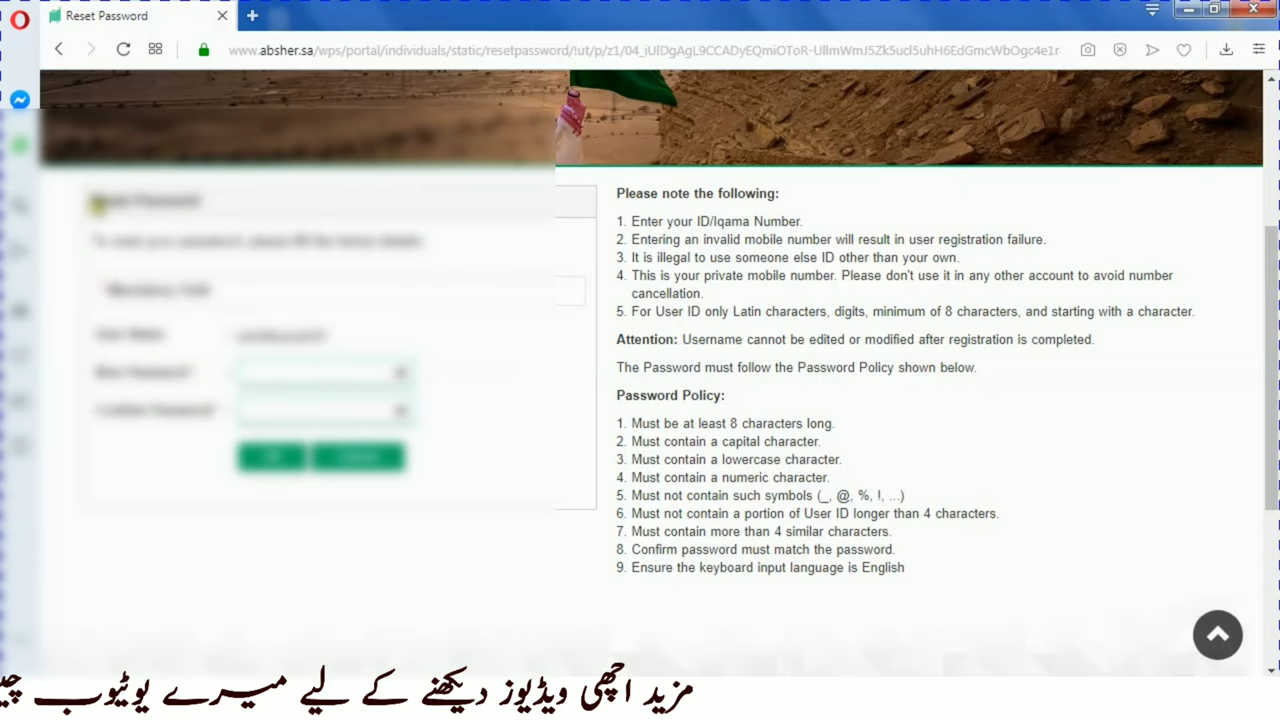 Reset Password
www.absher.sa/wps/portal/individuals/static/resetpassword/!ut/p/z1/04_iUlDgAgL9CCADyEQmiOToR-UllmWmJ5Zk5uel5uhH6EdGmcWbOgc4e1r
Please note the following:
1. Enter your ID/Iqama Number.
2. Entering an invalid mobile number will result in user registration failure.
3. It is illegal to use someone else ID other than your own.
4. This is your private mobile number. Please don't use it in any other account to avoid number
cancellation.
5. For User ID only Latin characters, digits, minimum of 8 characters, and starting with a character.
Attention: Username cannot be edited or modified after registration is completed.
The Password must follow the Password Policy shown below.
Password Policy:
1. Must be at least 8 characters long.
2. Must contain a capital character.
3. Must contain a lowercase character.
4. Must contain a numeric character.
5. Must not contain such symbols (_, @, %, !, ...)
6. Must not contain a portion of User ID longer than 4 characters.
7. Must contain more than 4 similar characters.
8. Confirm password must match the password.
9. Ensure the keyboard input language is English
مزید اچھی ویڈیوز دیکھنے کے لیے میرے یوٹیوب